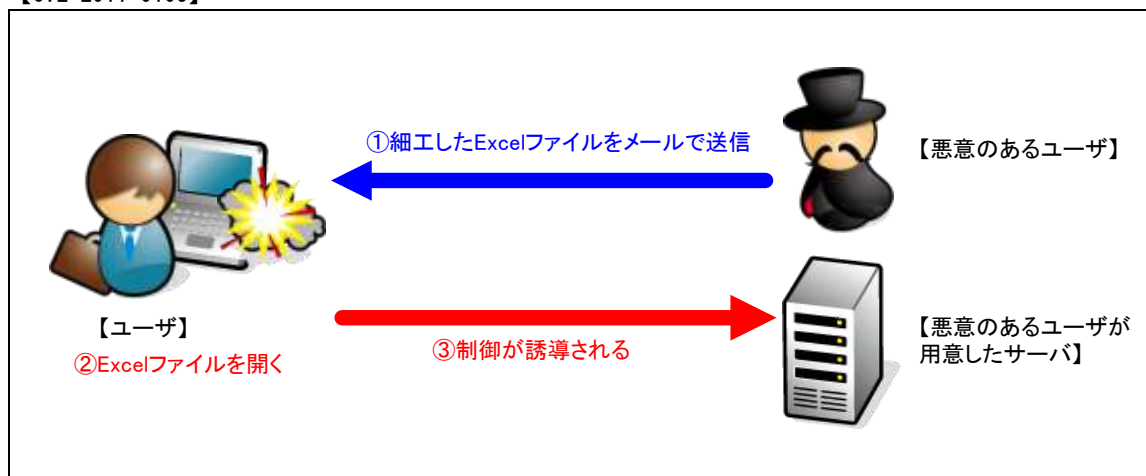 ①細工したExcelファイルをメールで送信
【悪意のあるユーザ】
【ユーザ】
②Excelファイルを開く
③制御が誘導される
【悪意のあるユーザが
用意したサーバ】